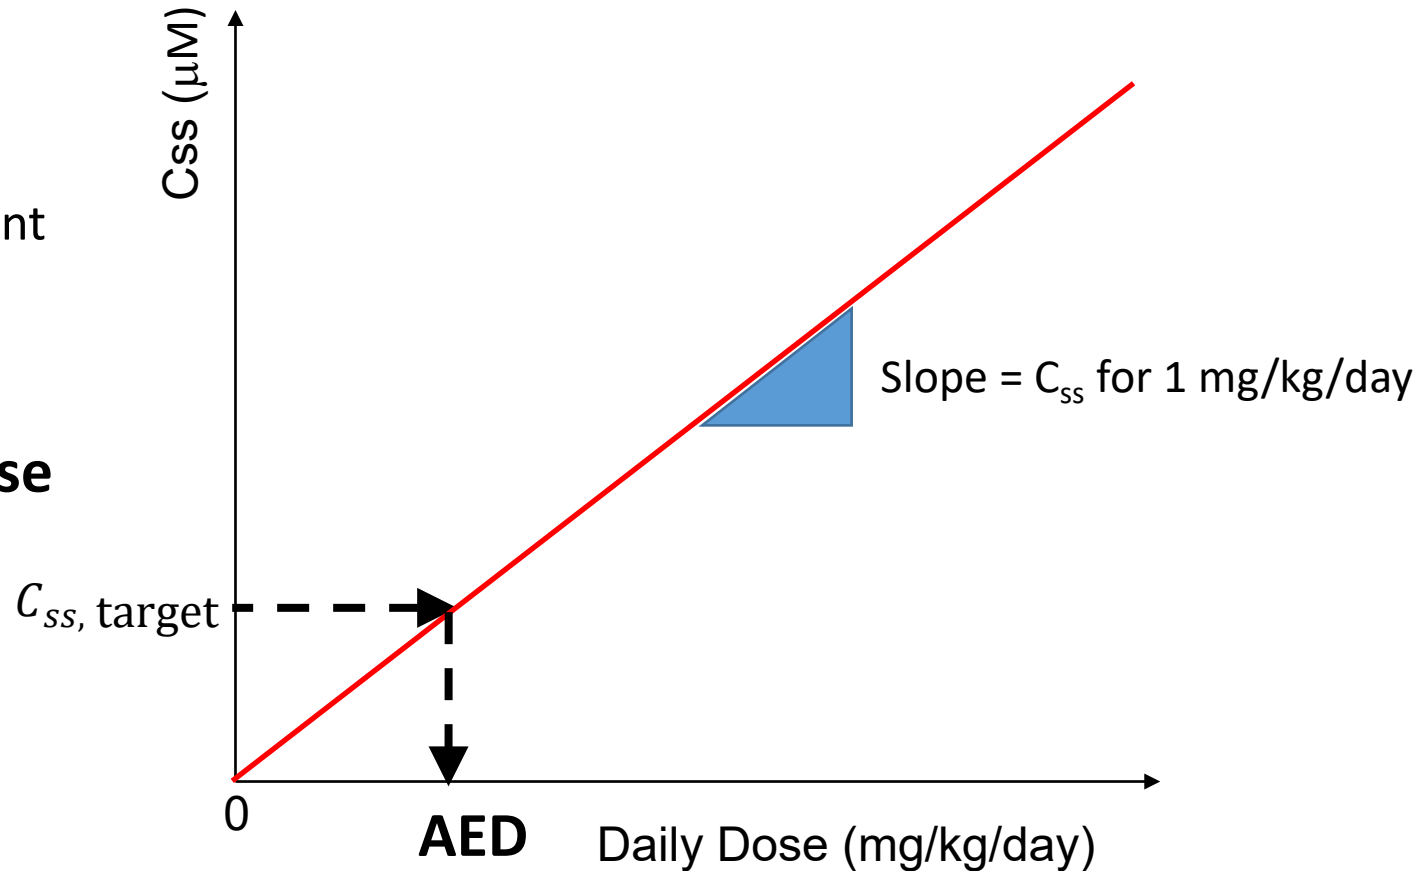 Css (μM)
nt
Slope = Css for 1 mg/kg/day
se
Css, target
0
AED
Daily Dose (mg/kg/day)